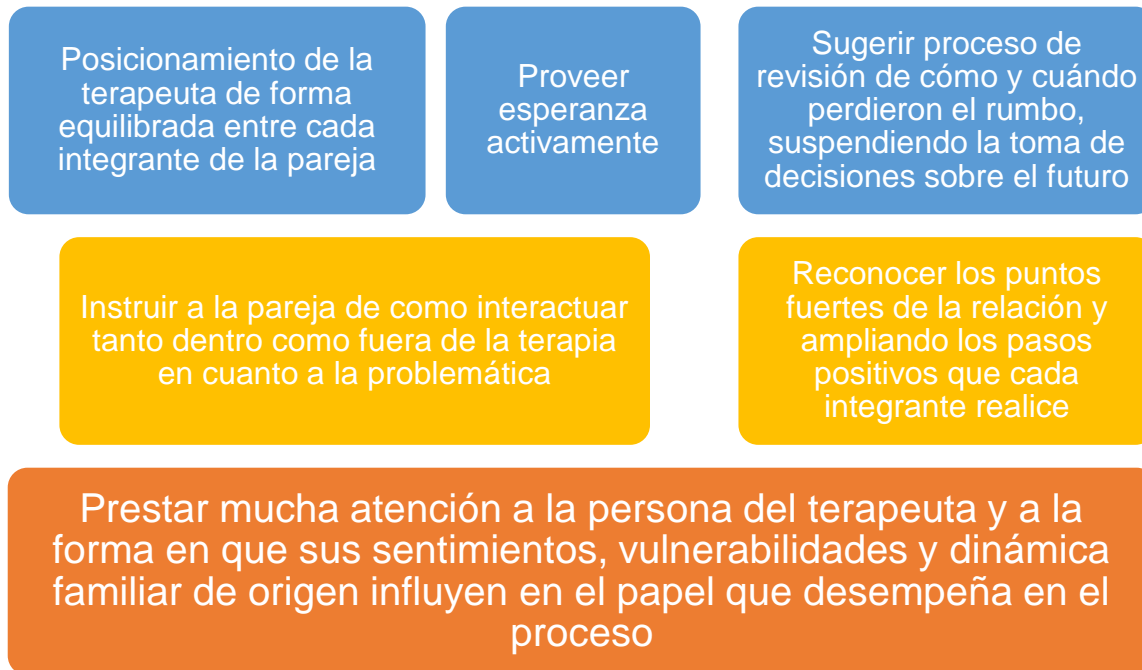 Posicionamiento de la
terapeuta de forma
equilibrada entre cada
integrante de la pareja
Proveer
esperanza
activamente
Sugerir proceso de
revisión de cómo y cuándo
perdieron el rumbo,
suspendiendo la toma de
decisiones sobre el futuro
Instruir a la pareja de como interactuar
tanto dentro como fuera de la terapia
en cuanto a la problemática
Reconocer los puntos
fuertes de la relación y
ampliando los pasos
positivos que cada
integrante realice
Prestar mucha atención a la persona del terapeuta y a la
forma en que sus sentimientos, vulnerabilidades y dinámica
familiar de origen influyen en el papel que desempeña en el
proceso